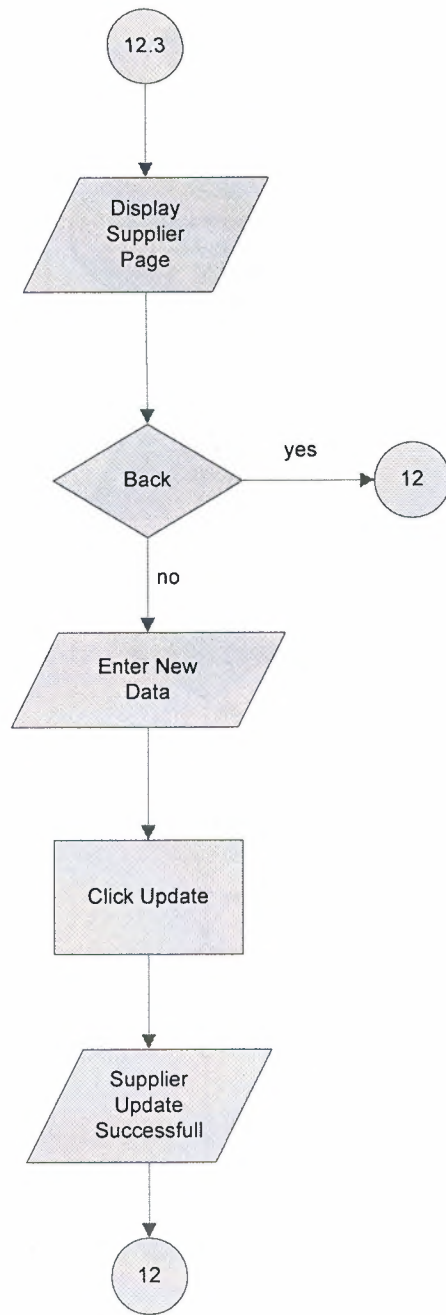 12.3
Display
Supplier
Page
Back
yes
12
no
Enter New
Data
Click Update
Supplier
Update
Successfull
12